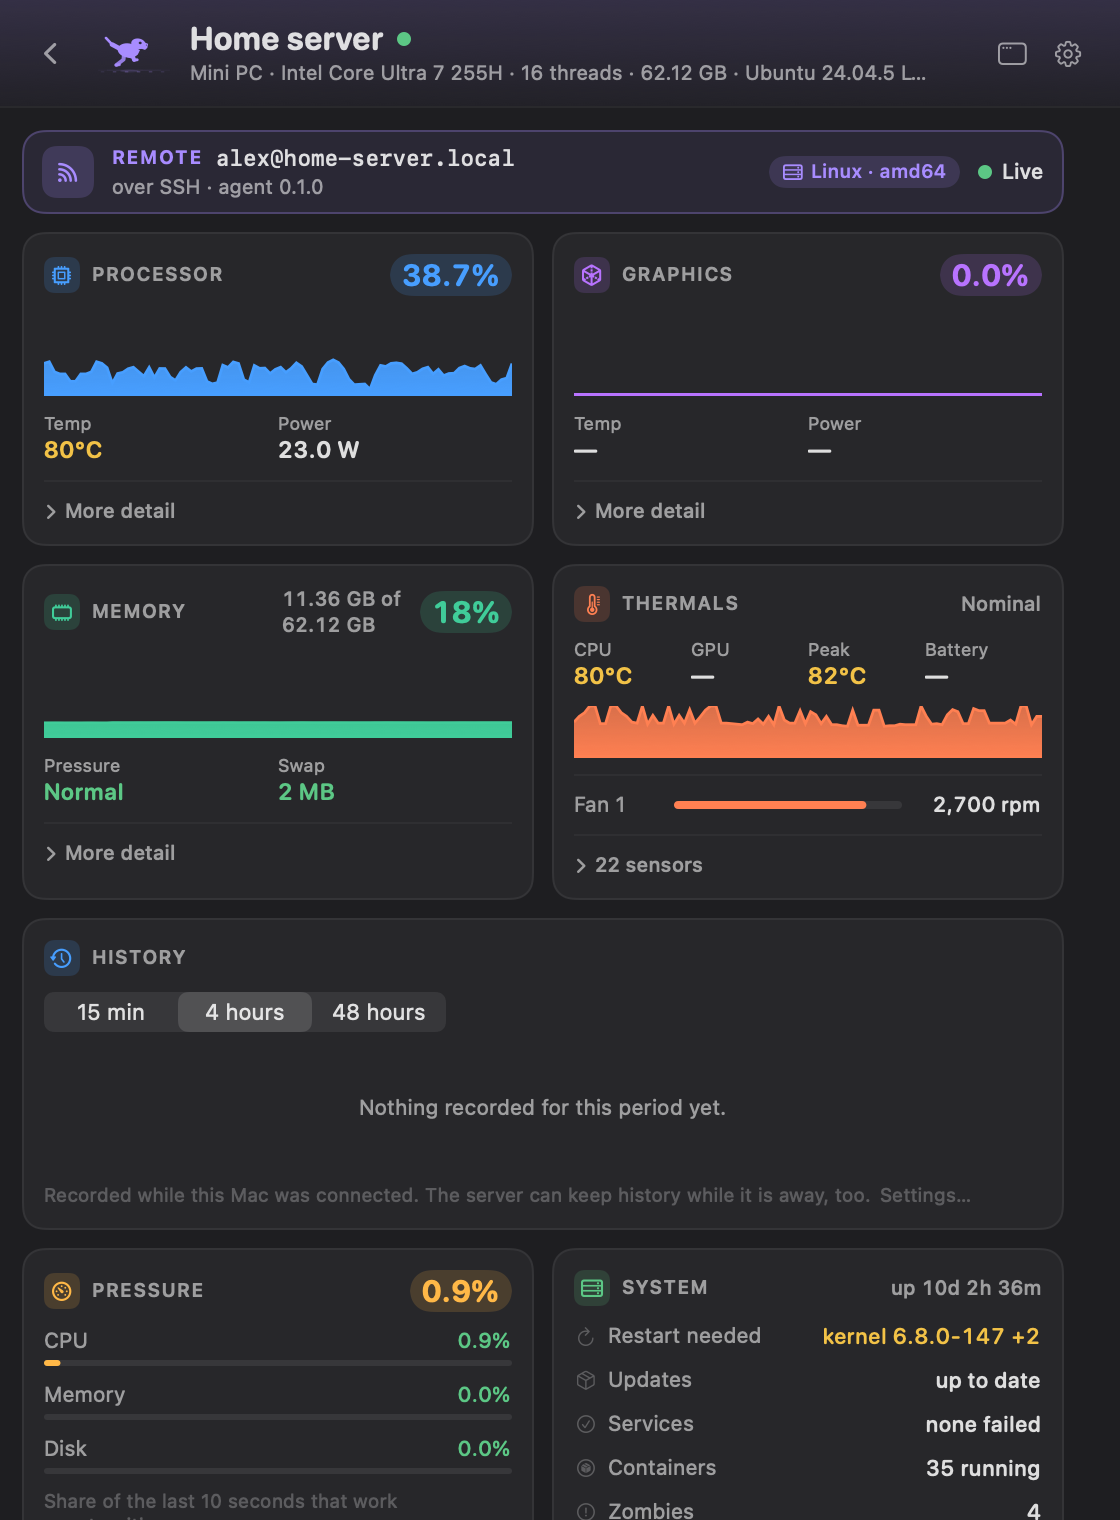 Home server
Mini PC · Intel Core Ultra 7 255H · 16 threads · 62.12 GB · Ubuntu 24.04.5 L...
REMOTE alex@home-server.local
over SSH · agent 0.1.0
Linux · amd64
Live
PROCESSOR
38.7%
Temp
80°C
Power
23.0 W
More detail
GRAPHICS
0.0%
Temp
—
Power
—
More detail
MEMORY
11.36 GB of
62.12 GB
18%
Pressure
Normal
Swap
2 MB
More detail
THERMALS
Nominal
CPU
80°C
GPU
—
Peak
82°C
Battery
—
Fan 1
2,700 rpm
22 sensors
HISTORY
15 min
4 hours
48 hours
Nothing recorded for this period yet.
Recorded while this Mac was connected. The server can keep history while it is away, too. Settings...
PRESSURE
0.9%
CPU
0.9%
Memory
0.0%
Disk
0.0%
Share of the last 10 seconds that work
SYSTEM
up 10d 2h 36m
Restart needed
kernel 6.8.0-147 +2
Updates
up to date
Services
none failed
Containers
35 running
Zombies
4